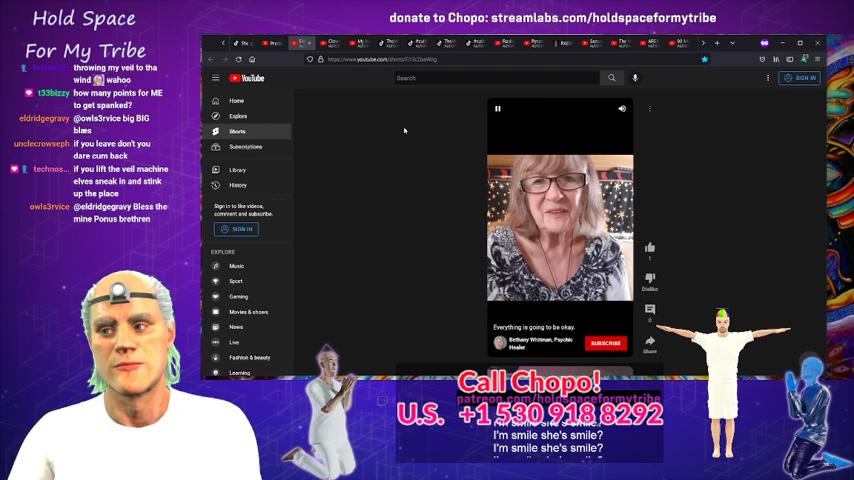 Hold Space
For My Tribe
donate to Chopo: streamlabs.com/holdspaceformytribe
throwing my veil to tha
wind wahoo
t33bizzy how many points for ME
to get spanked?
eldridgegravy @owls3rvice big BIG
blæs
unclecrowseph if you leave don't you
dare cum back
technos... if you lift the veil machine
elves sneak in and stink
up the place
owls3rvice @eldridgegravy Bless the
mine Ponus brethren
YouTube
Search
SIGN IN
Home
Explore
Shorts
Subscriptions
Library
History
Sign in to like videos,
comment and subscribe.
SIGN IN
EXPLORE
Music
Sport
Gaming
Movies & shows
News
Live
Fashion & beauty
Learning
1
Dislike
0
Share
Everything is going to be okay.
Bethany Whitman, Psychic
Healer
SUBSCRIBE
Call Chopo!
patreon.com/holdspaceformytribe
U.S. +1 530 918 8292
I'm smile she's smile?
I'm smile she's smile?
I'm smile she's smile?